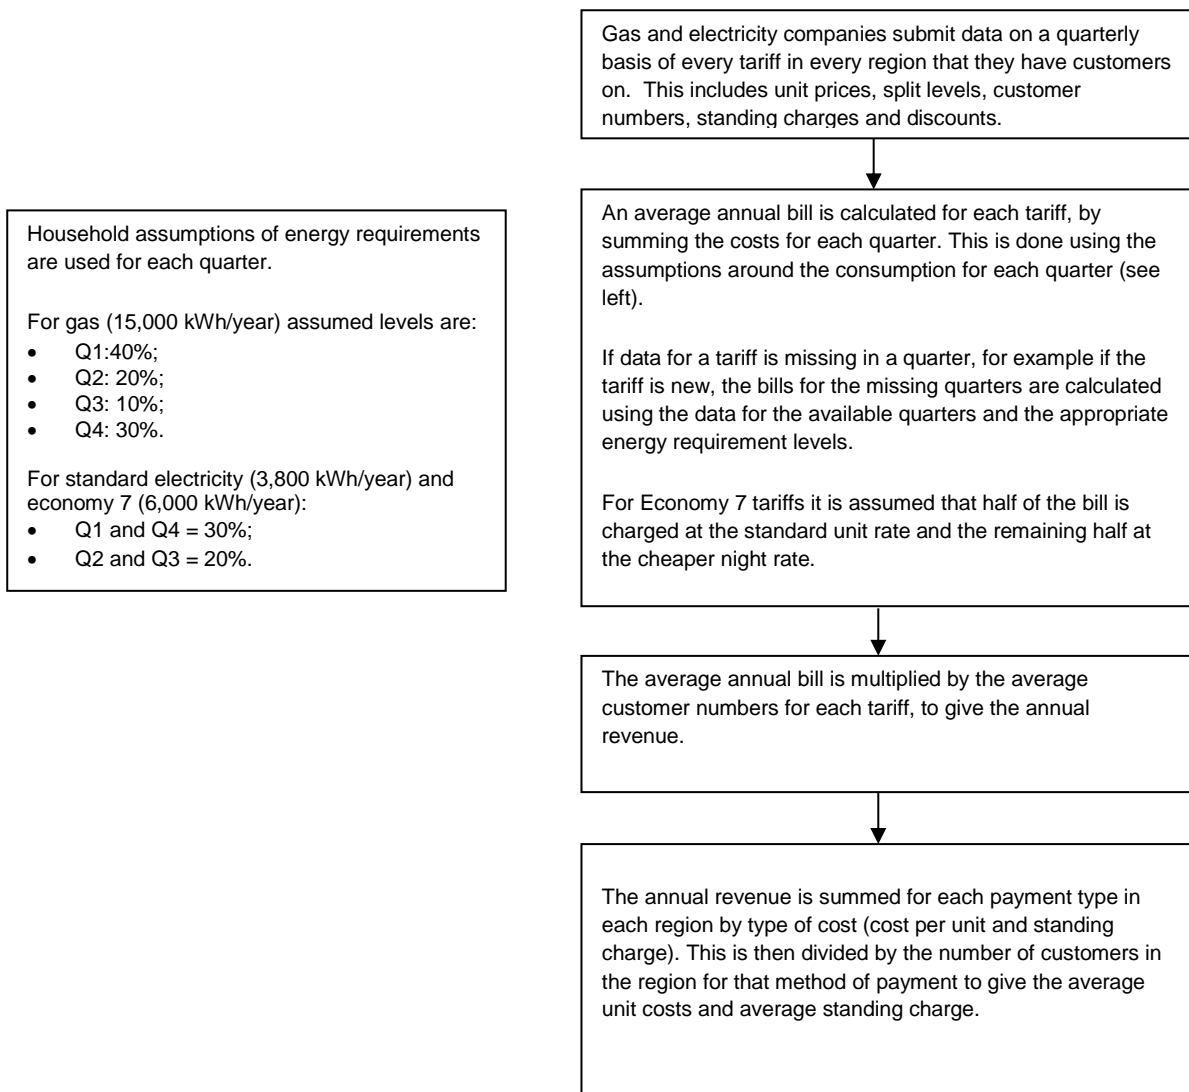 Gas and electricity companies submit data on a quarterly
basis of every tariff in every region that they have customers
on.  This includes unit prices, split levels, customer
numbers, standing charges and discounts.
Household assumptions of energy requirements
are used for each quarter.
For gas (15,000 kWh/year) assumed levels are:
• Q1:40%;
• Q2: 20%;
• Q3: 10%;
• Q4: 30%.
For standard electricity (3,800 kWh/year) and
economy 7 (6,000 kWh/year):
• Q1 and Q4 = 30%;
• Q2 and Q3 = 20%.
An average annual bill is calculated for each tariff, by
summing the costs for each quarter. This is done using the
assumptions around the consumption for each quarter (see
left).
If data for a tariff is missing in a quarter, for example if the
tariff is new, the bills for the missing quarters are calculated
using the data for the available quarters and the appropriate
energy requirement levels.
For Economy 7 tariffs it is assumed that half of the bill is
charged at the standard unit rate and the remaining half at
the cheaper night rate.
The average annual bill is multiplied by the average
customer numbers for each tariff, to give the annual
revenue.
The annual revenue is summed for each payment type in
each region by type of cost (cost per unit and standing
charge). This is then divided by the number of customers in
the region for that method of payment to give the average
unit costs and average standing charge.